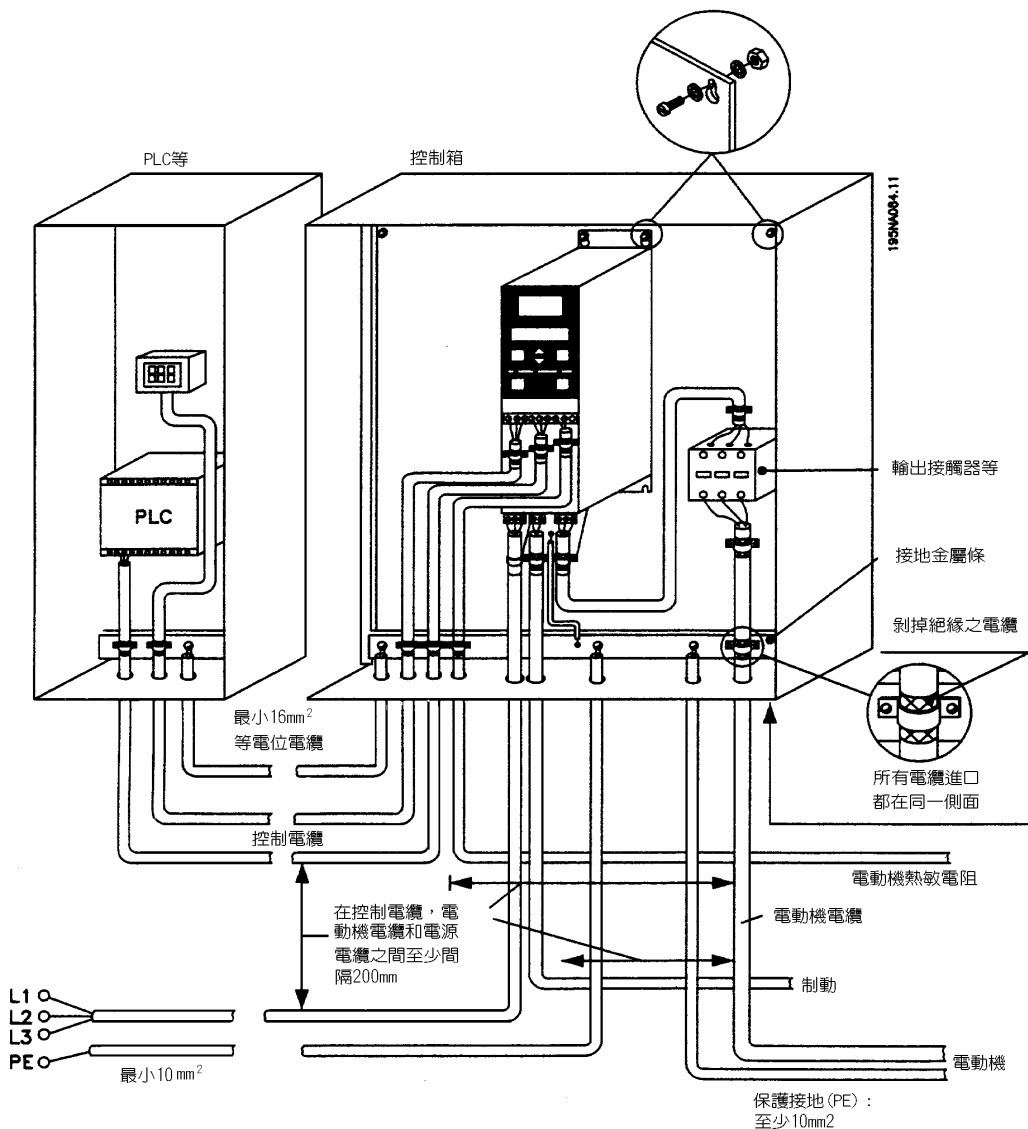 PLC等
控制箱
195NA064.11
PLC
輸出接觸器等
接地金屬條
剝掉絕緣之電纜
最小16mm²
等電位電纜
所有電纜進口
都在同一側面
控制電纜
電動機熱敏電阻
在控制電纜，電
動機電纜和電源
電纜之間至少間
隔200mm
電動機電纜
制動
L1
L2
L3
PE
最小10 mm²
電動機
保護接地(PE)：
至少10mm2